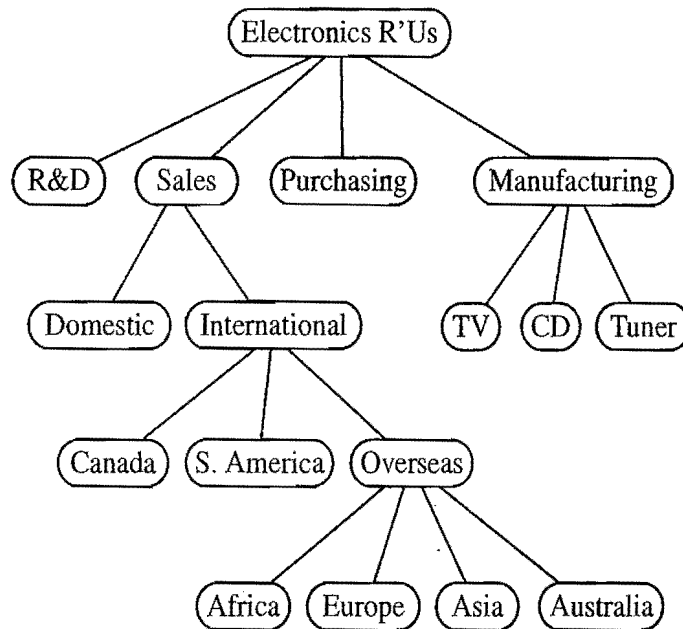 Electronics R'Us
R&D Sales Purchasing Manufacturing
Domestic International TV CD Tuner
Canada S. America Overseas
Africa Europe Asia Australia